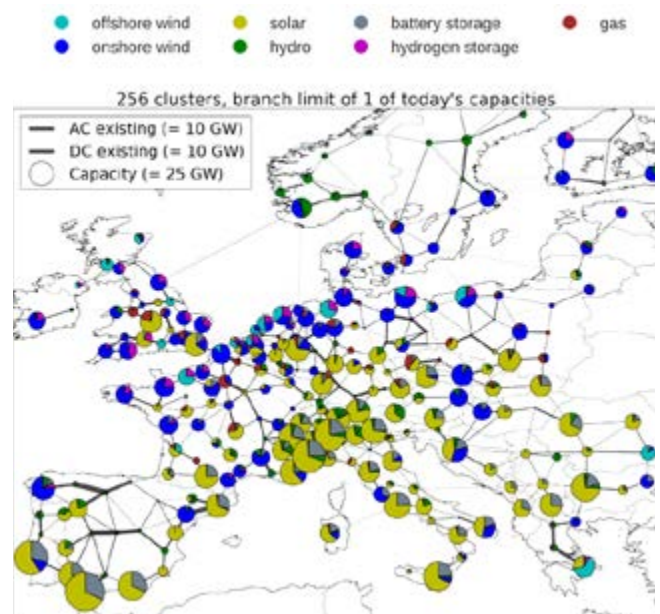 offshore wind solar battery storage gas
onshore wind hydro hydrogen storage
256 clusters, branch limit of 1 of today's capacities
AC existing (= 10 GW)
DC existing (= 10 GW)
Capacity (= 25 GW)